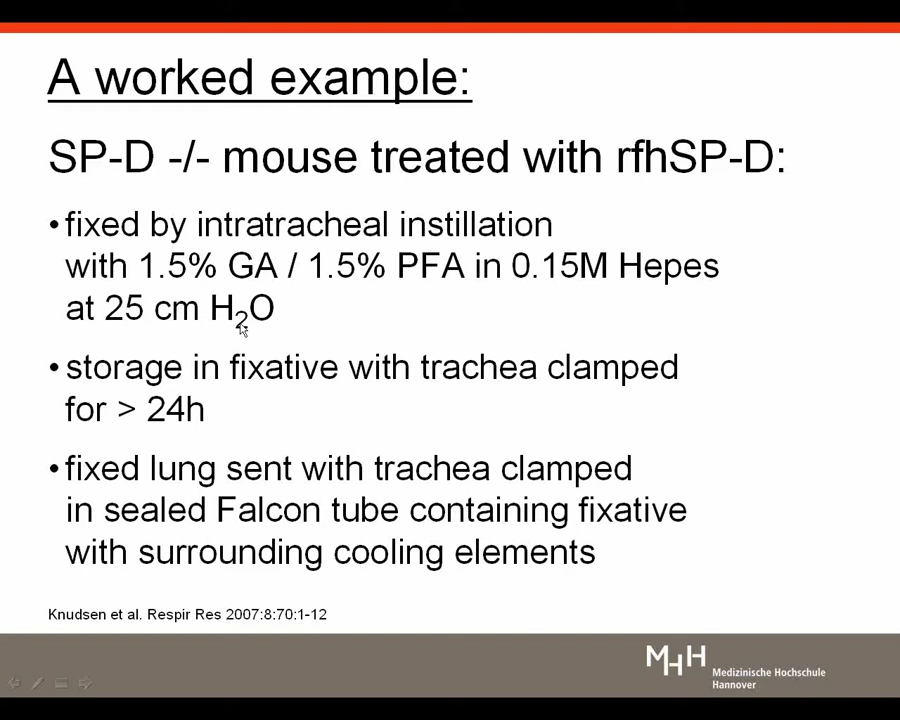 A worked example:
SP-D -/- mouse treated with rfhSP-D:
•fixed by intratracheal instillation
with 1.5% GA / 1.5% PFA in 0.15M Hepes
at 25 cm H₂O
•storage in fixative with trachea clamped
for > 24h
•fixed lung sent with trachea clamped
in sealed Falcon tube containing fixative
with surrounding cooling elements
Knudsen et al. Respir Res 2007:8:70:1-12
MHH
Medizinische Hochschule
Hannover